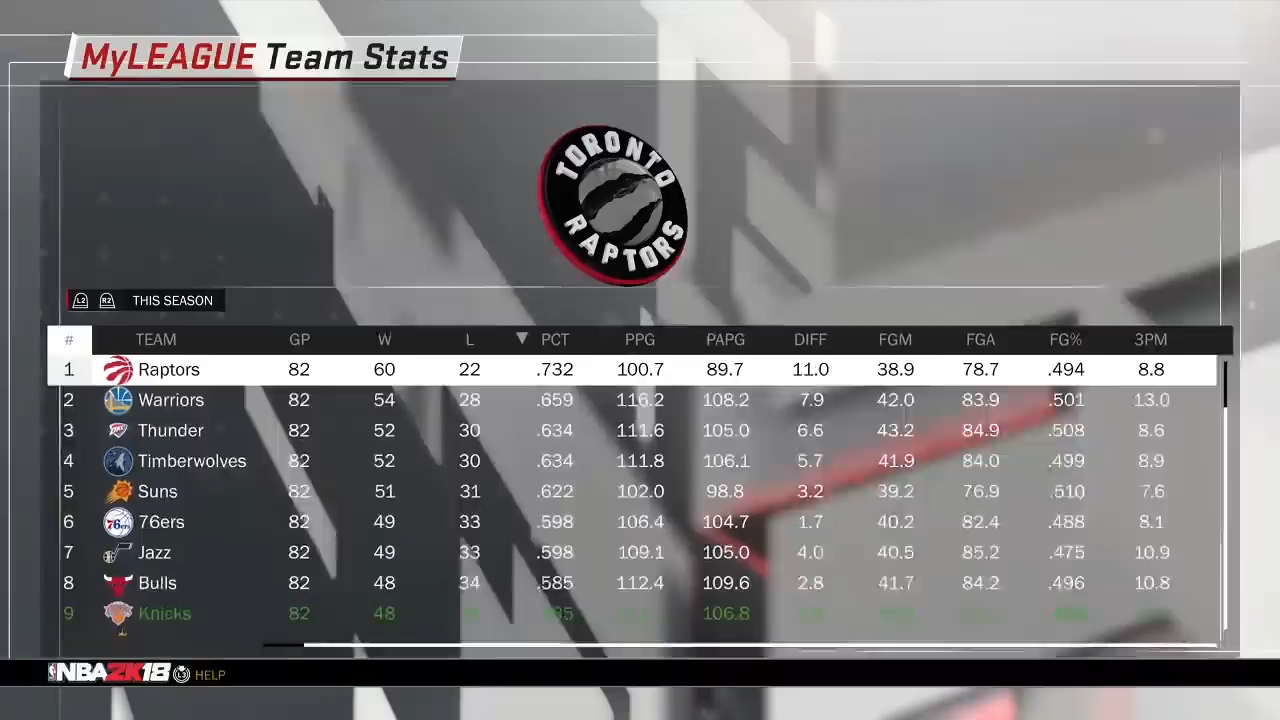 MyLEAGUE Team Stats
TORONTO
RAPTORS
L2 R2 THIS SEASON
# TEAM GP W L ▼ PCT PPG PAPG DIFF FGM FGA FG% 3PM
1 Raptors 82 60 22 .732 100.7 89.7 11.0 38.9 78.7 .494 8.8
2 Warriors 82 54 28 .659 116.2 108.2 7.9 42.0 83.9 .501 13.0
3 Thunder 82 52 30 .634 111.6 105.0 6.6 43.2 84.9 .508 8.6
4 Timberwolves 82 52 30 .634 111.8 106.1 5.7 41.9 84.0 .499 8.9
5 Suns 82 51 31 .622 102.0 98.8 3.2 39.2 76.9 .510 7.6
6 76ers 82 49 33 .598 106.4 104.7 1.7 40.2 82.4 .488 8.1
7 Jazz 82 49 33 .598 109.1 105.0 4.0 40.5 85.2 .475 10.9
8 Bulls 82 48 34 .585 112.4 109.6 2.8 41.7 84.2 .496 10.8
9 Knicks 82 48 106.8
NBA2K18 HELP